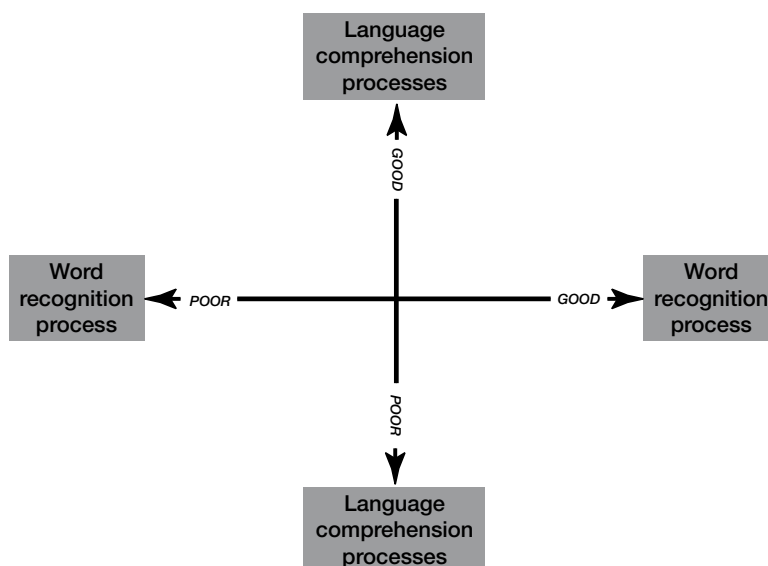 Language
comprehension
processes
GOOD
Word
recognition
process
POOR
GOOD
Word
recognition
process
POOR
Language
comprehension
processes